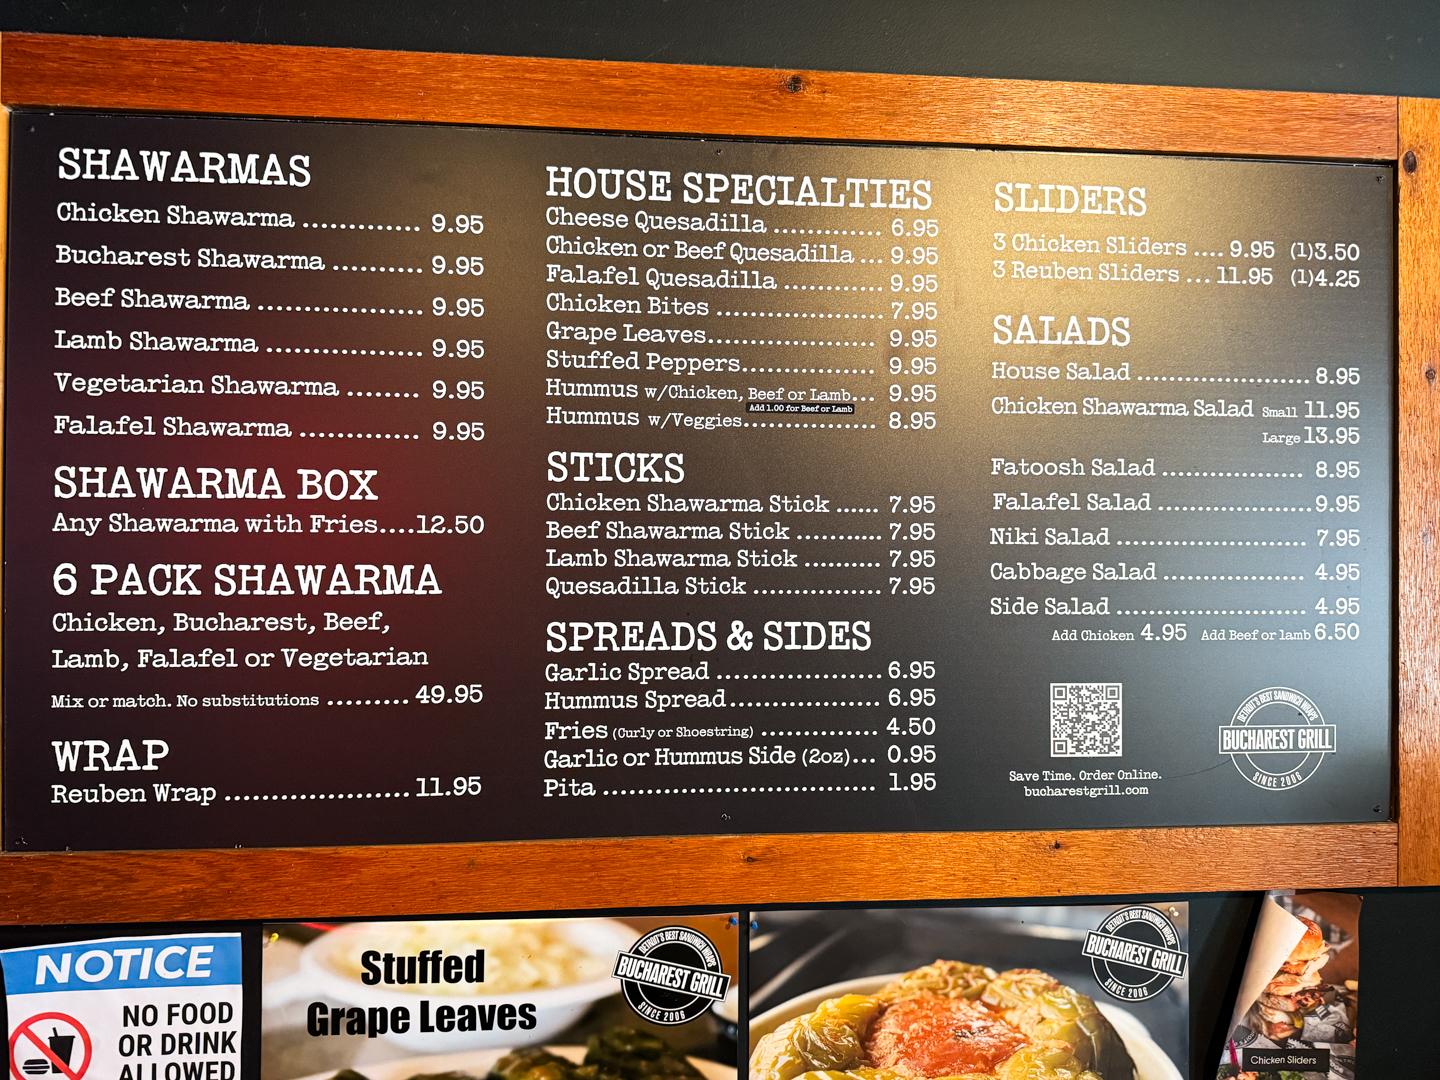 SHAWARMAS
Chicken Shawarma ............. 9.95
Bucharest Shawarma .......... 9.95
Beef Shawarma .................. 9.95
Lamb Shawarma ................. 9.95
Vegetarian Shawarma ........ 9.95
Falafel Shawarma ............. 9.95
SHAWARMA BOX
Any Shawarma with Fries....12.50
6 PACK SHAWARMA
Chicken, Bucharest, Beef,
Lamb, Falafel or Vegetarian
Mix or match. No substitutions ......... 49.95
WRAP
Reuben Wrap ..................... 11.95
HOUSE SPECIALTIES
Cheese Quesadilla ............ 6.95
Chicken or Beef Quesadilla ... 9.95
Falafel Quesadilla ........... 9.95
Chicken Bites .................. 7.95
Grape Leaves.................. 9.95
Stuffed Peppers.............. 9.95
Hummus w/Chicken, Beef or Lamb... 9.95
Add 1.00 for Beef or Lamb
Hummus w/Veggies................. 8.95
STICKS
Chicken Shawarma Stick ...... 7.95
Beef Shawarma Stick ........... 7.95
Lamb Shawarma Stick .......... 7.95
Quesadilla Stick ................ 7.95
SPREADS & SIDES
Garlic Spread .................... 6.95
Hummus Spread................... 6.95
Fries (Curly or Shoestring) .............. 4.50
Garlic or Hummus Side (2oz)... 0.95
Pita .................................. 1.95
SLIDERS
3 Chicken Sliders .... 9.95 (1)3.50
3 Reuben Sliders ... 11.95 (1)4.25
SALADS
House Salad ....................... 8.95
Chicken Shawarma Salad Small 11.95
Large 13.95
Fatoosh Salad .................. 8.95
Falafel Salad ....................9.95
Niki Salad ........................ 7.95
Cabbage Salad .................. 4.95
Side Salad ........................ 4.95
Add Chicken 4.95 Add Beef or lamb 6.50
Save Time. Order Online.
bucharestgrill.com
DETROIT'S BEST SANDWICH WRAPS
BUCHAREST GRILL
SINCE 2006
NOTICE
NO FOOD
OR DRINK
ALLOWED
Stuffed
Grape Leaves
DETROIT'S BEST SANDWICH WRAPS
BUCHAREST GRILL
SINCE 2006
DETROIT'S BEST SANDWICH WRAPS
BUCHAREST GRILL
SINCE 2006
Chicken Sliders